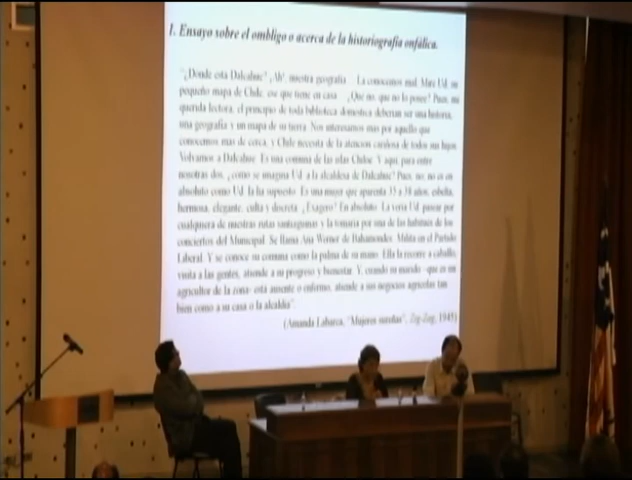 1. Ensayo sobre el ombligo o acerca de la historiografía onfálica.
"¿Donde está Dalcahue? ¡Ah!, nuestra geografía La conocemos mal. Mire Ud. su
pequeño mapa de Chile, ese que tiene en casa ¿Que no, que no lo posee? Pues, mi
querida lectora, el principio de toda biblioteca doméstica deberían ser una historia,
una geografía y un mapa de su tierra. Nos interesamos más por aquello que
conocemos más de cerca, y Chile necesita de la atención cariñosa de todos sus hijos.
Volvamos a Dalcahue. Es una comuna de las islas Chiloé. Y aquí, para entre
nosotras dos, ¿cómo se imagina Ud. a la alcaldesa de Dalcahue? Pues, no, no es en
absoluto como Ud. la ha supuesto. Es una mujer que aparenta 35 a 38 años, esbelta,
hermosa, elegante, culta y discreta. ¿Exagero? En absoluto. La vería Ud. pasear por
cualquiera de nuestras rutas santiaguinas y la tomaría por una de las habitués de los
conciertos del Municipal. Se llama Ana Werner de Bahamondes. Milita en el Partido
Liberal. Y se conoce su comuna como la palma de su mano. Ella la recorre a caballo,
visita a las gentes, atiende a su progreso y bienestar. Y, cuando su marido -que es un
agricultor de la zona- está ausente o enfermo, atiende a sus negocios agrícolas tan
bien como a su casa o la alcaldía".
(Amanda Labarca, "Mujeres sureñas", Zig-Zag, 1945)